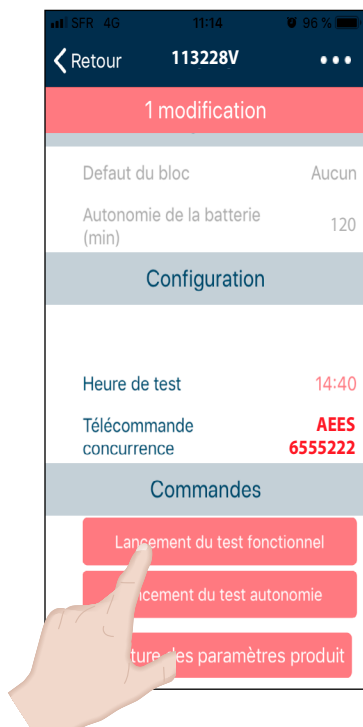 SFR 4G 11:14 96 %
Retour 113228V
1 modification
Defaut du bloc Aucun
Autonomie de la batterie
(min) 120
Configuration
Heure de test 14:40
Télécommande
concurrence AEES
6555222
Commandes
Lancement du test fonctionnel
cement du test autonomie
ture des paramètres produit